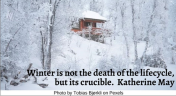 Winter is not the death of the lifecycle,
but its crucible.  Katherine May
Photo by Tobias Bjørkli on Pexels